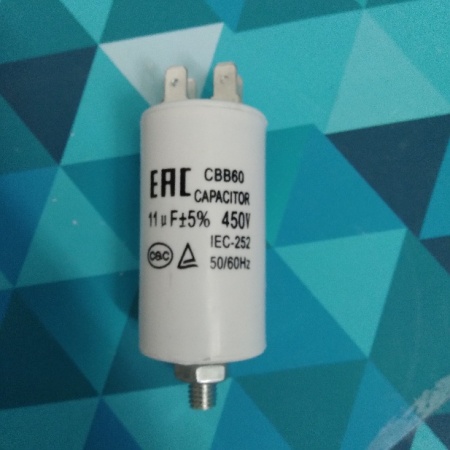 EAC CBB60
CAPACITOR
11 µF±5% 450V
IEC-252
50/60Hz